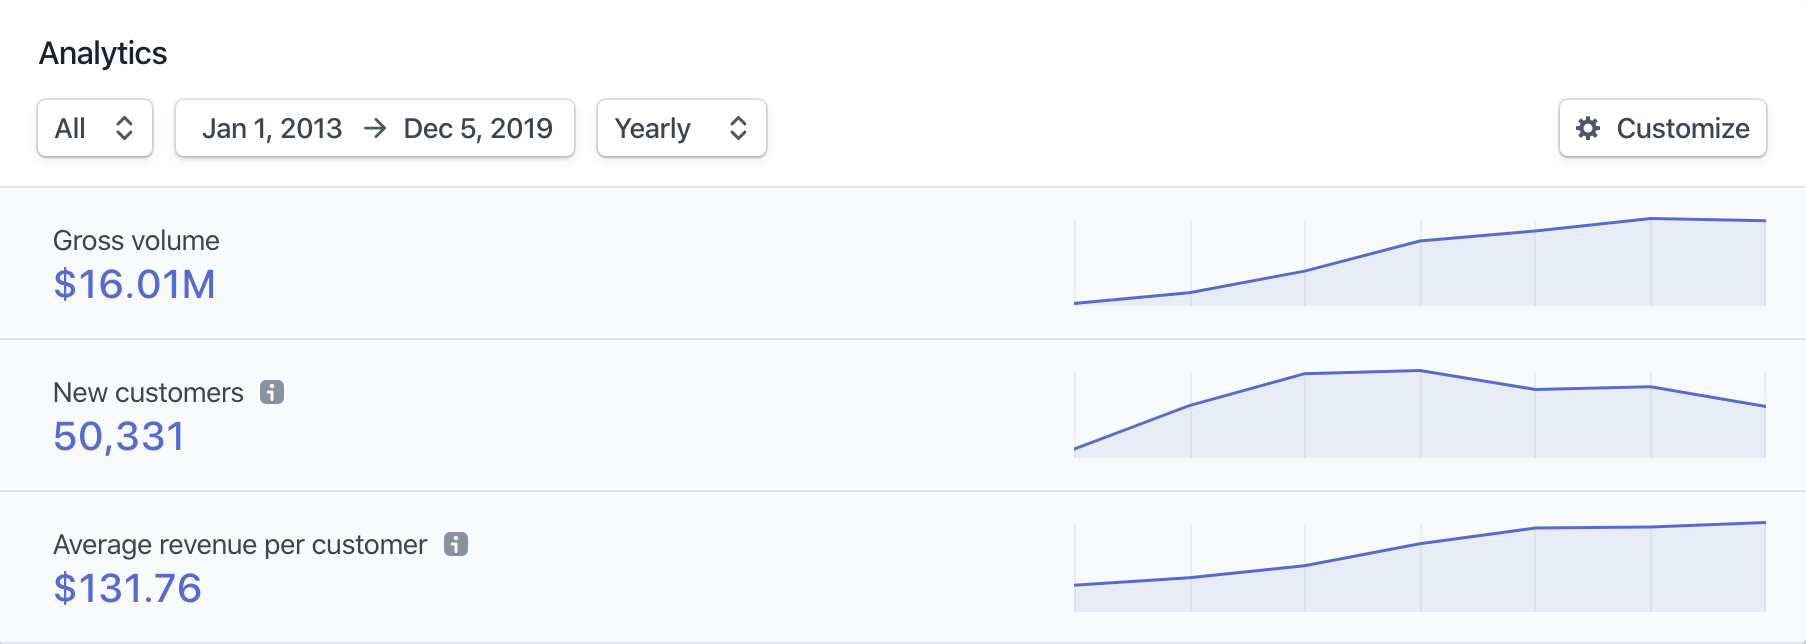 Analytics
All Jan 1, 2013 → Dec 5, 2019 Yearly Customize
Gross volume
$16.01M
New customers
50,331
Average revenue per customer
$131.76